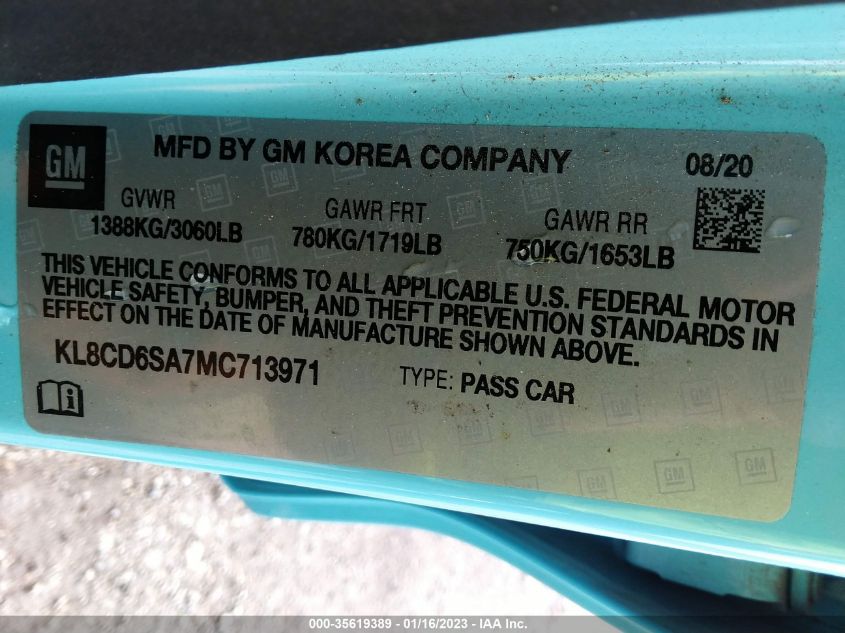 GM
MFD BY GM KOREA COMPANY
08/20
GVWR
1388KG/3060LB
GAWR FRT
780KG/1719LB
GAWR RR
750KG/1653LB
THIS VEHICLE CONFORMS TO ALL APPLICABLE U.S. FEDERAL MOTOR
VEHICLE SAFETY, BUMPER, AND THEFT PREVENTION STANDARDS IN
EFFECT ON THE DATE OF MANUFACTURE SHOWN ABOVE.
KL8CD6SA7MC713971
TYPE: PASS CAR
000-35619389 - 01/16/2023 - IAA Inc.